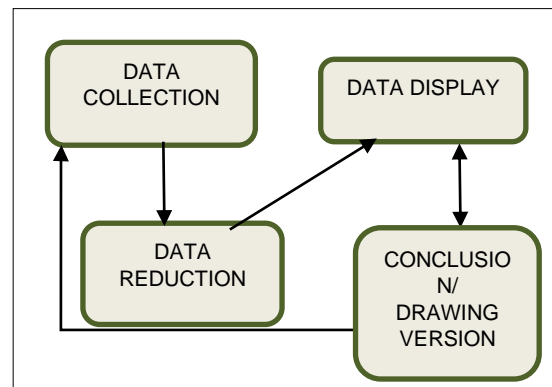 DATA
COLLECTION
DATA DISPLAY
DATA
REDUCTION
CONCLUSIO
N/
DRAWING
VERSION